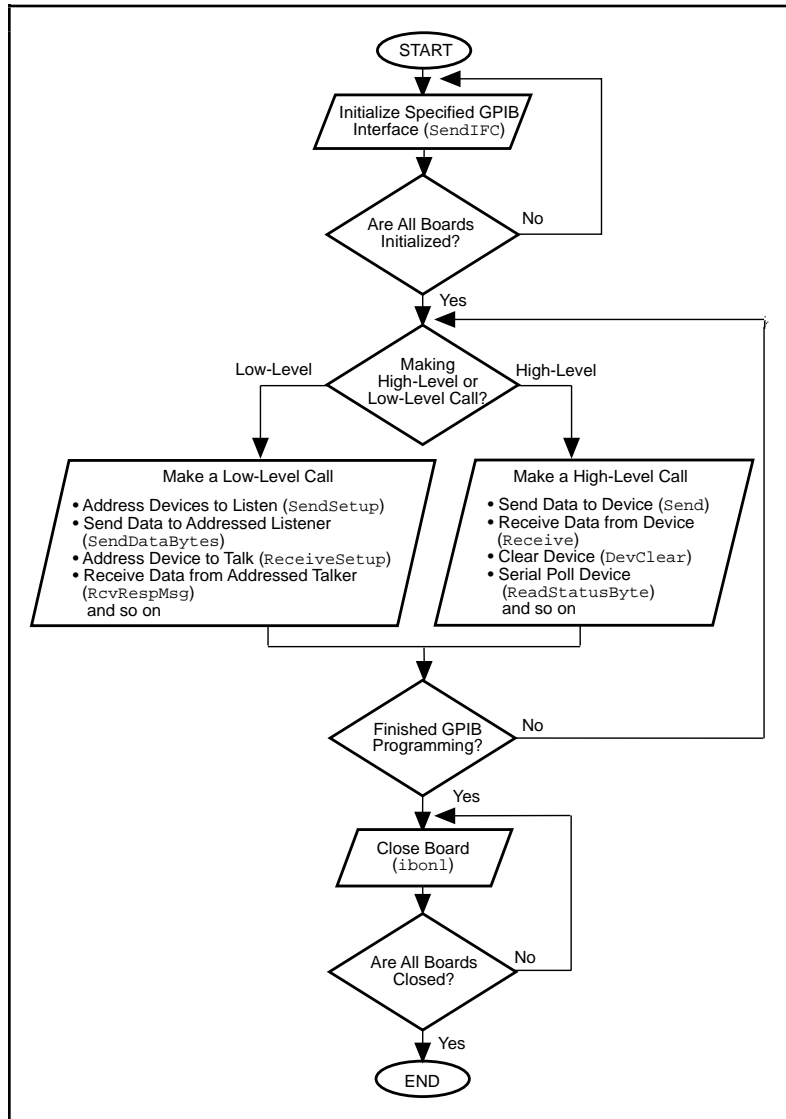 START
Initialize Specified GPIB
Interface (SendIFC)
Are All Boards
Initialized?
No
Yes
Making
High-Level or
Low-Level Call?
Low-Level
High-Level
Make a Low-Level Call
• Address Devices to Listen (SendSetup)
• Send Data to Addressed Listener
(SendDataBytes)
• Address Device to Talk (ReceiveSetup)
• Receive Data from Addressed Talker
(RcvRespMsg)
and so on
Make a High-Level Call
• Send Data to Device (Send)
• Receive Data from Device
(Receive)
• Clear Device (DevClear)
• Serial Poll Device
(ReadStatusByte)
and so on
Finished GPIB
Programming?
No
Yes
Close Board
(ibonl)
Are All Boards
Closed?
No
Yes
END